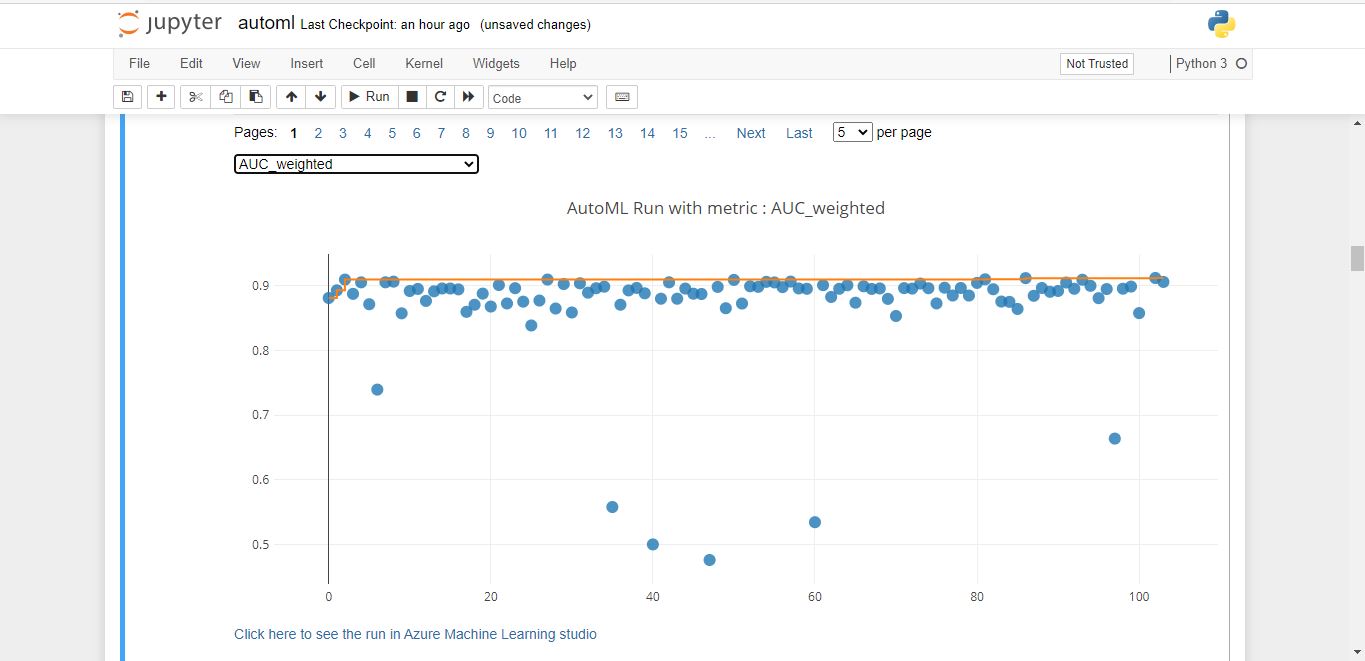 jupyter automl Last Checkpoint: an hour ago (unsaved changes)
File Edit View Insert Cell Kernel Widgets Help Not Trusted Python 3
Run Code
Pages: 1 2 3 4 5 6 7 8 9 10 11 12 13 14 15 ... Next Last 5 per page
AUC_weighted
AutoML Run with metric : AUC_weighted
0.9
0.8
0.7
0.6
0.5
0 20 40 60 80 100
Click here to see the run in Azure Machine Learning studio